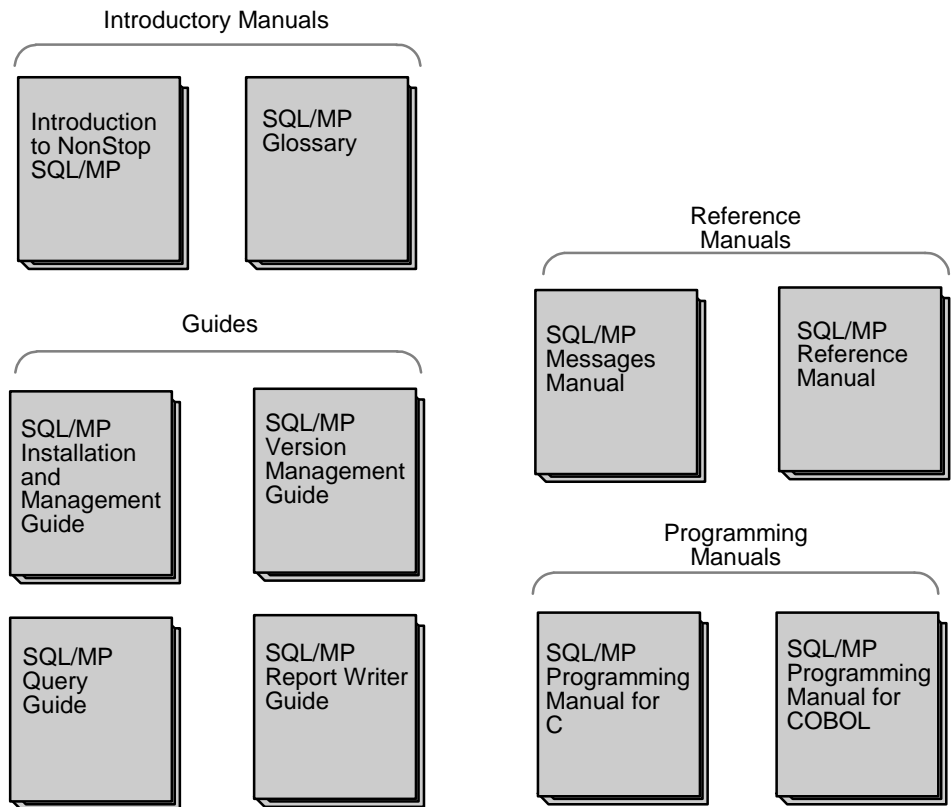 Introductory Manuals
Introduction
to NonStop
SQL/MP
SQL/MP
Glossary
Guides
SQL/MP
Installation
and
Management
Guide
SQL/MP
Version
Management
Guide
SQL/MP
Query
Guide
SQL/MP
Report Writer
Guide
Reference
Manuals
SQL/MP
Messages
Manual
SQL/MP
Reference
Manual
Programming
Manuals
SQL/MP
Programming
Manual for
C
SQL/MP
Programming
Manual for
COBOL